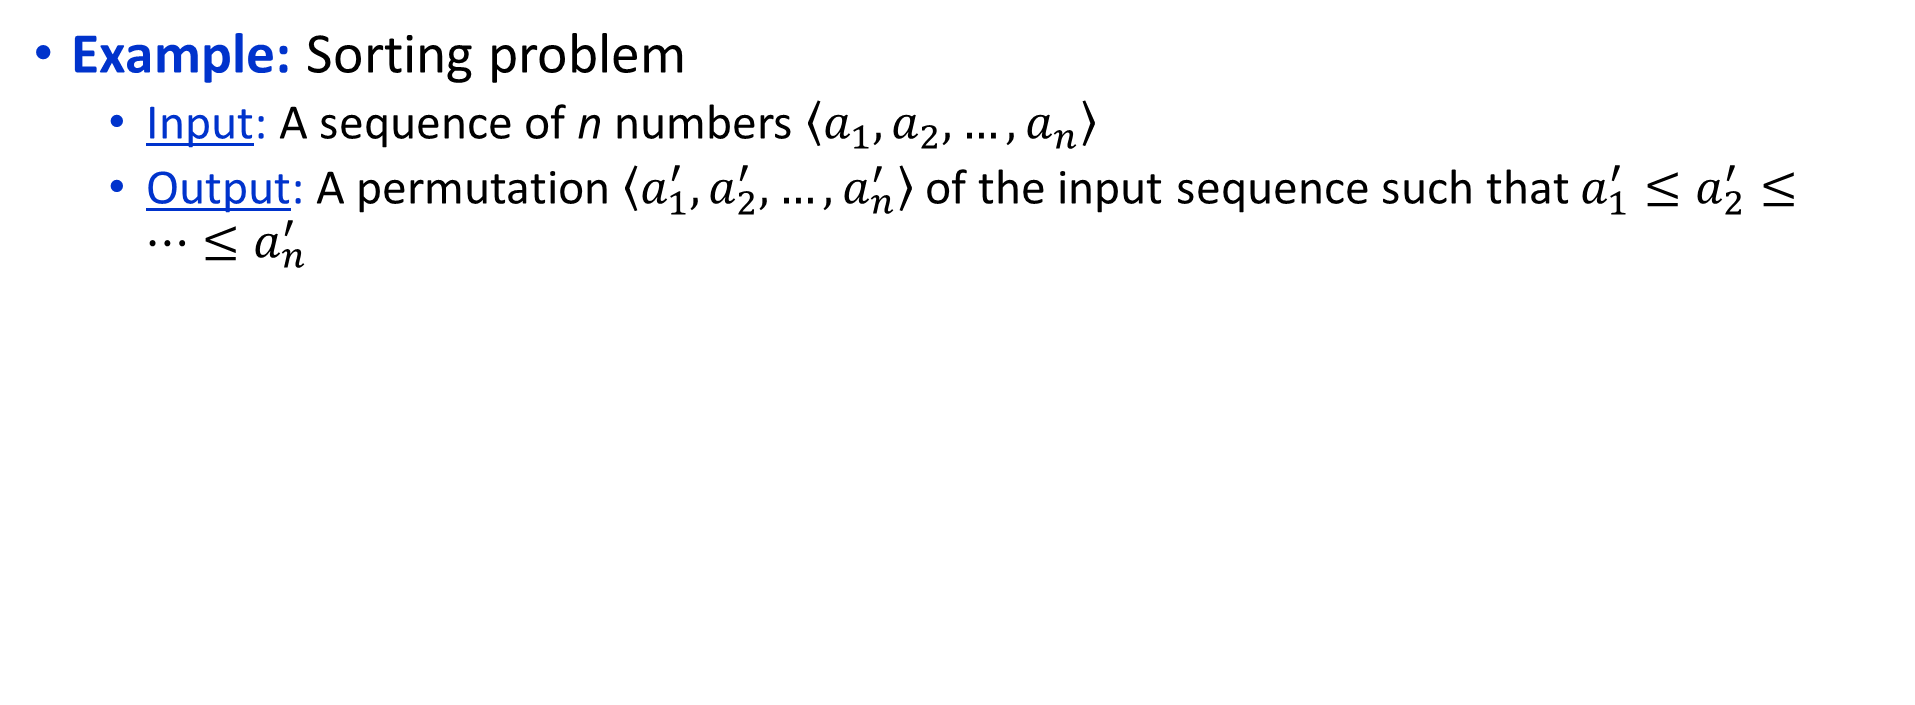 • Example: Sorting problem
• Input: A sequence of n numbers ⟨a₁, a₂, … , aₙ⟩
• Output: A permutation ⟨a′₁, a′₂, … , a′ₙ⟩ of the input sequence such that a′₁ ≤ a′₂ ≤
⋯ ≤ a′ₙ